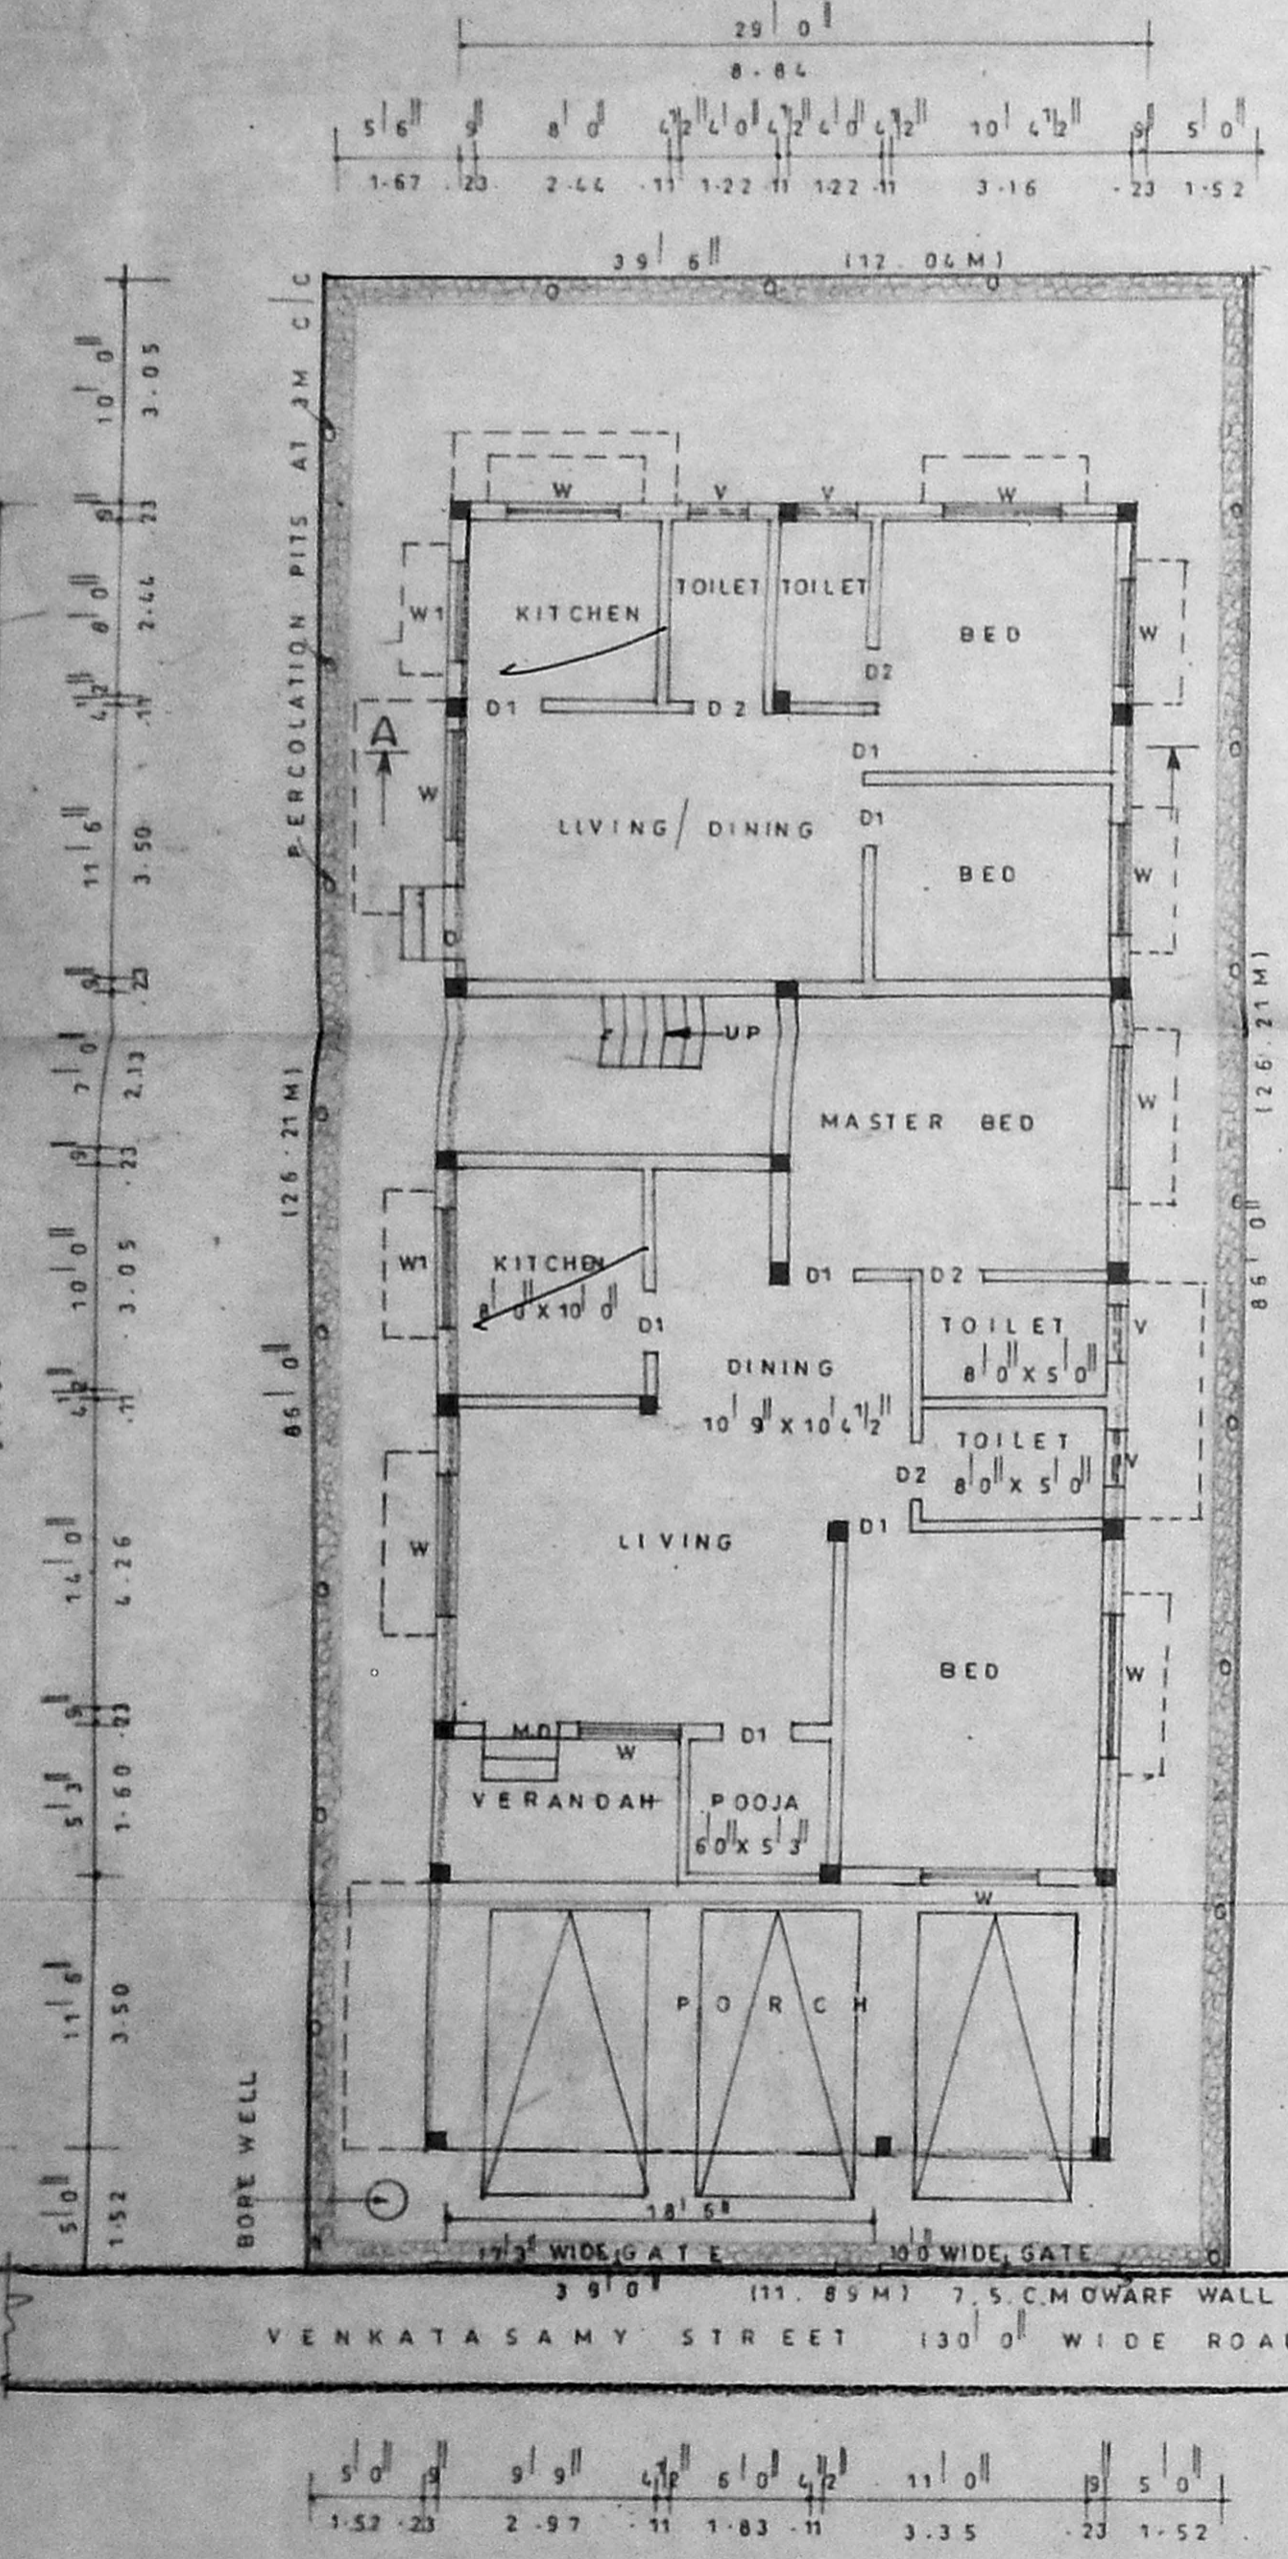 29' 0"
8.84
5' 6" 9" 8' 0" 4½" 4' 0" 4½" 4' 0" 4½" 10' 4½" 9" 5' 0"
1.67 .23 2.44 .11 1.22 .11 1.22 .11 3.16 .23 1.52
39' 6" (12.04M)
PERCOLATION PITS AT 3M C/C
10' 0" 3.05
9" .23
8' 0" 2.44
4½" .11
11' 6" 3.50
9" .23
7' 0" 2.13
9" .23
10' 0" 3.05
4½" .11
14' 0" 4.26
9" .23
5' 3" 1.60
11' 6" 3.50
5' 0" 1.52
W V V W
TOILET TOILET
W1 KITCHEN BED W
D2
D1 D2
A
D1
W
D1
LIVING/DINING
BED W
D
UP
W
MASTER BED
(26.21M)
86' 0"
(26.21M)
86' 0"
W1 KITCHEN D1 D2
8' 0" X 10' 0"
D1 TOILET V
DINING 8' 0" X 5' 0"
10' 9" X 10' 4½"
TOILET V
D2 8' 0" X 5' 0"
D1
W LIVING
BED W
M.D D1
W
VERANDAH POOJA
6' 0" X 5' 3"
W
PORCH
BORE WELL
18' 6"
17' 3" WIDE GATE 10' 0" WIDE GATE
39' 0" (11.89M) 7.5.C.M DWARF WALL
VENKATASAMY STREET (30' 0" WIDE ROA
5' 0" 9" 9' 9" 4½" 6' 0" 4½" 11' 0" 9" 5' 0"
1.52 .23 2.97 .11 1.83 .11 3.35 .23 1.52